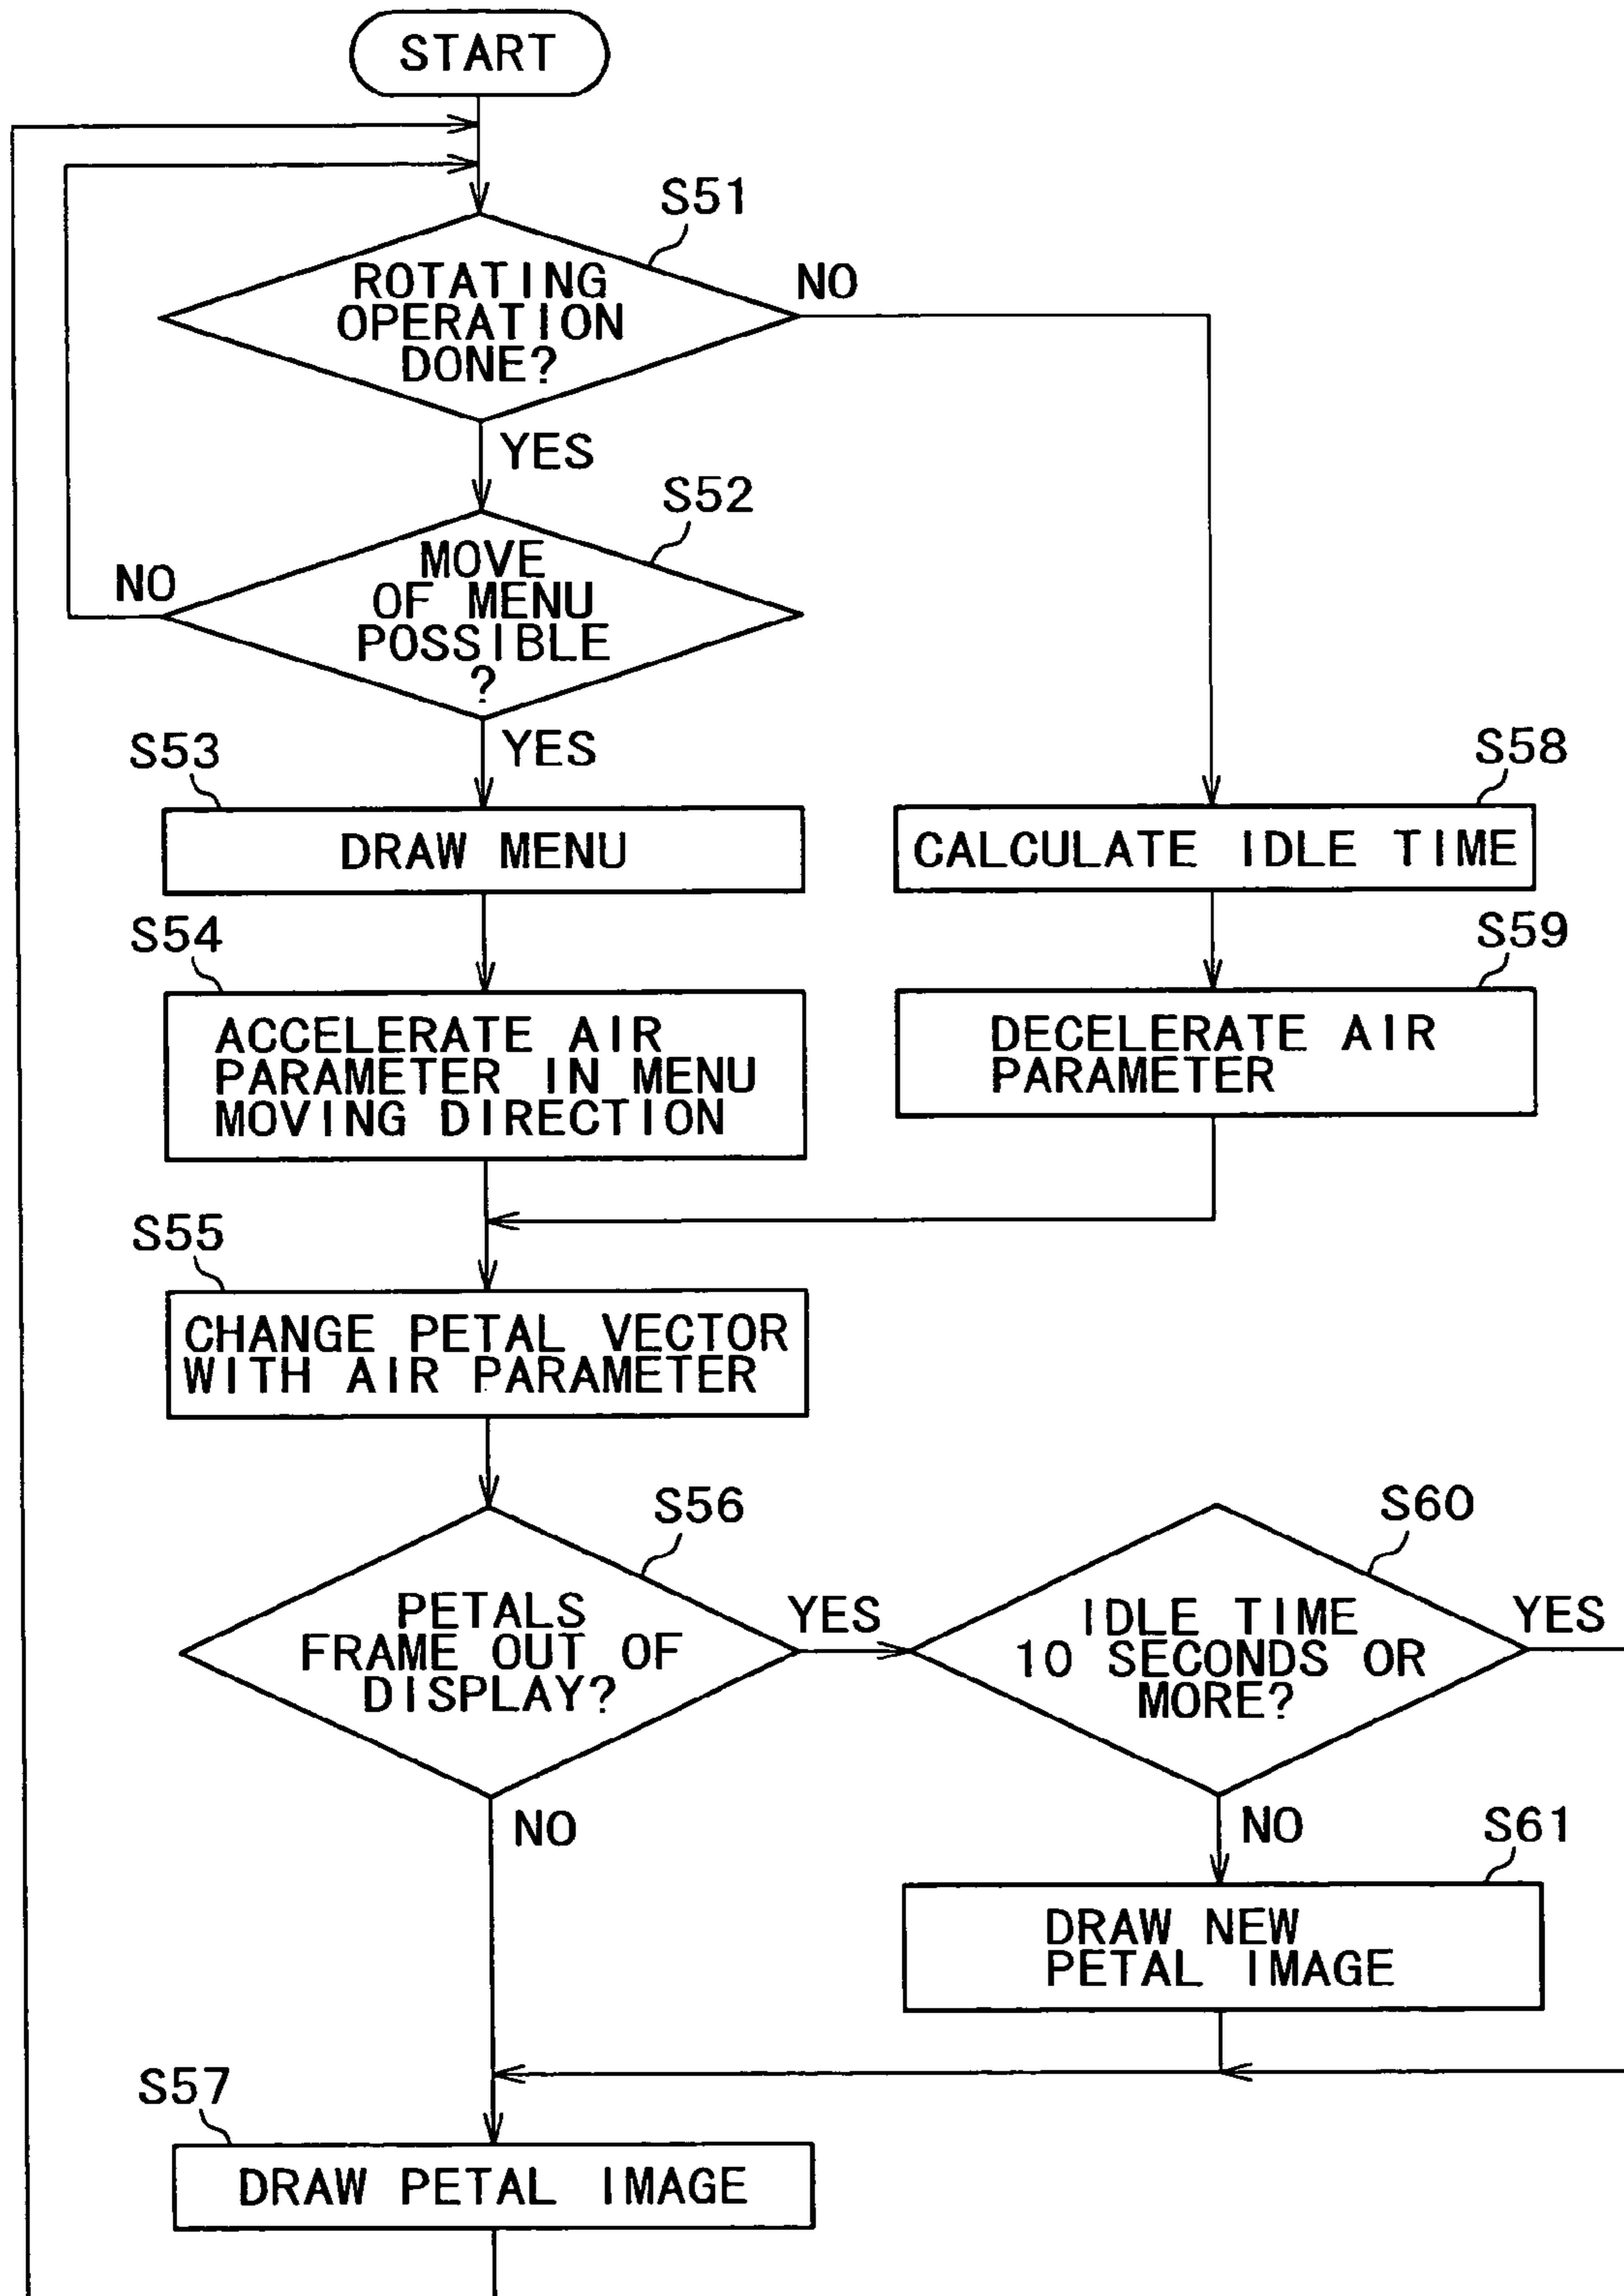 START
S51
ROTATING
OPERATION
DONE?
NO
YES
S52
MOVE
OF MENU
POSSIBLE
?
NO
YES
S53
DRAW MENU
S58
CALCULATE IDLE TIME
S54
ACCELERATE AIR
PARAMETER IN MENU
MOVING DIRECTION
S59
DECELERATE AIR
PARAMETER
S55
CHANGE PETAL VECTOR
WITH AIR PARAMETER
S56
PETALS
FRAME OUT OF
DISPLAY?
YES
NO
S60
IDLE TIME
10 SECONDS OR
MORE?
YES
NO
S61
DRAW NEW
PETAL IMAGE
S57
DRAW PETAL IMAGE